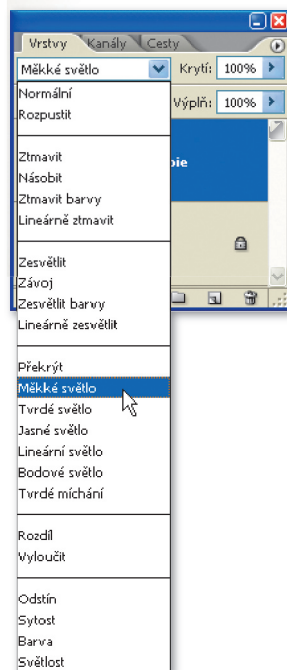 Vrstvy Kanály Cesty
Měkké světlo Krytí: 100%
Normální
Výplň: 100%
Rozpustit
Ztmavit
pie
Násobit
Ztmavit barvy
Lineárně ztmavit
Zesvětlit
Závoj
Zesvětlit barvy
Lineárně zesvětlit
Překrýt
Měkké světlo
Tvrdé světlo
Jasné světlo
Lineární světlo
Bodové světlo
Tvrdé míchání
Rozdíl
Vyloučit
Odstín
Sytost
Barva
Světlost